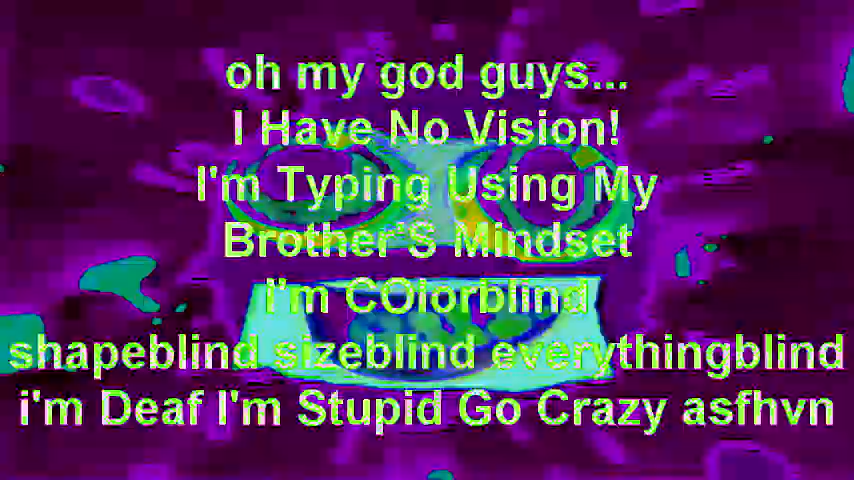 oh my god guys...
I Have No Vision!
I'm Typing Using My
Brother'S Mindset
I'm COlorblind
shapeblind sizeblind everythingblind
i'm Deaf I'm Stupid Go Crazy asfhvn